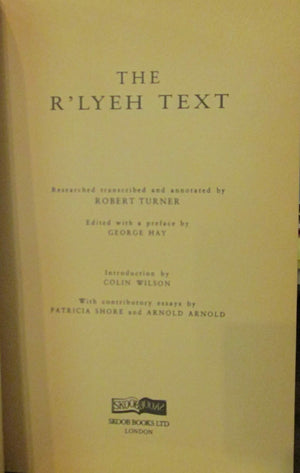 THE
R'LYEH TEXT
Researched transcribed and annotated by
ROBERT TURNER
Edited with a preface by
GEORGE HAY
Introduction by
COLIN WILSON
With contributory essays by
PATRICIA SHORE and ARNOLD ARNOLD
SKOOB
SKOOB BOOKS LTD
LONDON